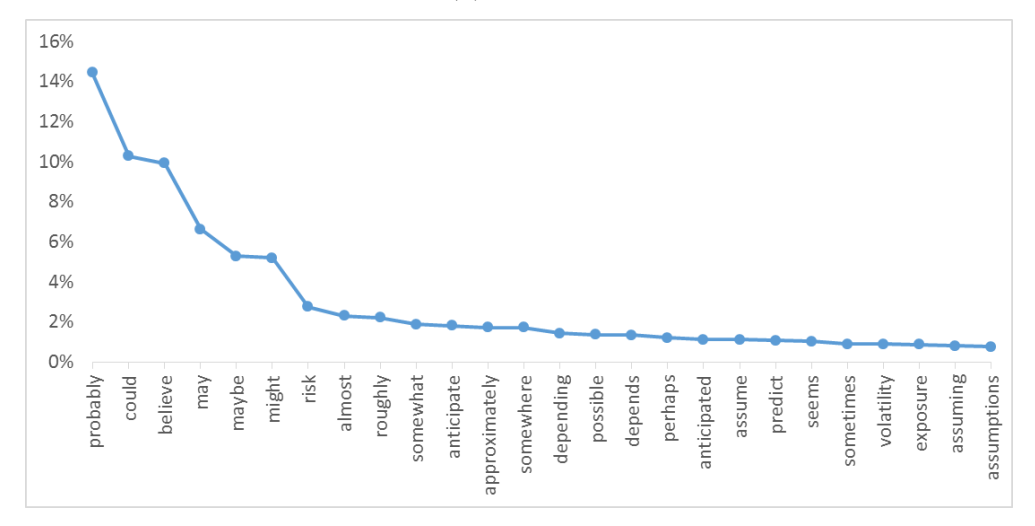 16%
14%
12%
10%
8%
6%
4%
2%
0%
probably
could
believe
may
maybe
might
risk
almost
roughly
somewhat
anticipate
approximately
somewhere
depending
possible
depends
perhaps
anticipated
assume
predict
seems
sometimes
volatility
exposure
assuming
assumptions